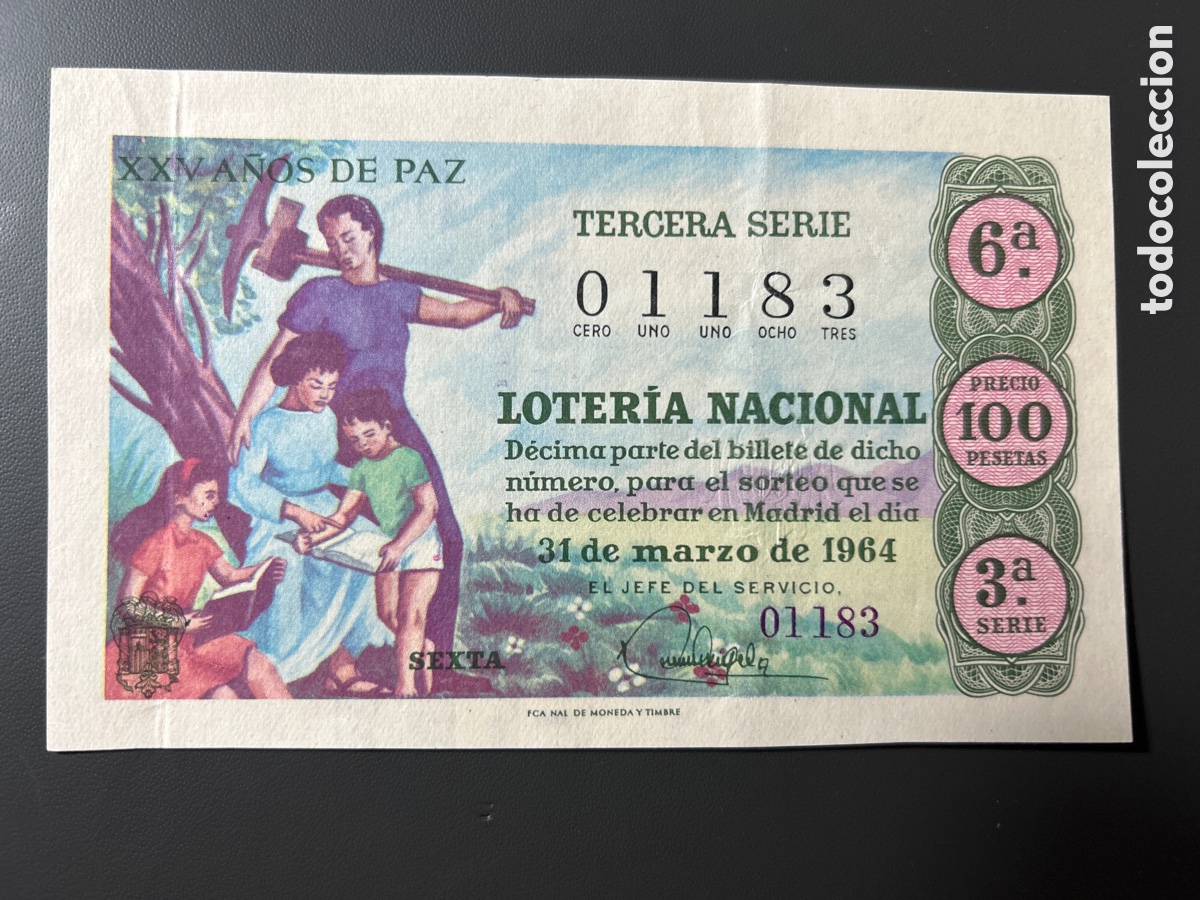 XXV AÑOS DE PAZ
TERCERA SERIE
0 1 1 8 3
CERO UNO UNO OCHO TRES
LOTERÍA NACIONAL
Décima parte del billete de dicho
número, para el sorteo que se
ha de celebrar en Madrid el día
31 de marzo de 1964
EL JEFE DEL SERVICIO,
01183
SEXTA
FCA NAL DE MONEDA Y TIMBRE
6ª.
PRECIO
100
PESETAS
3ª.
SERIE
todocoleccion